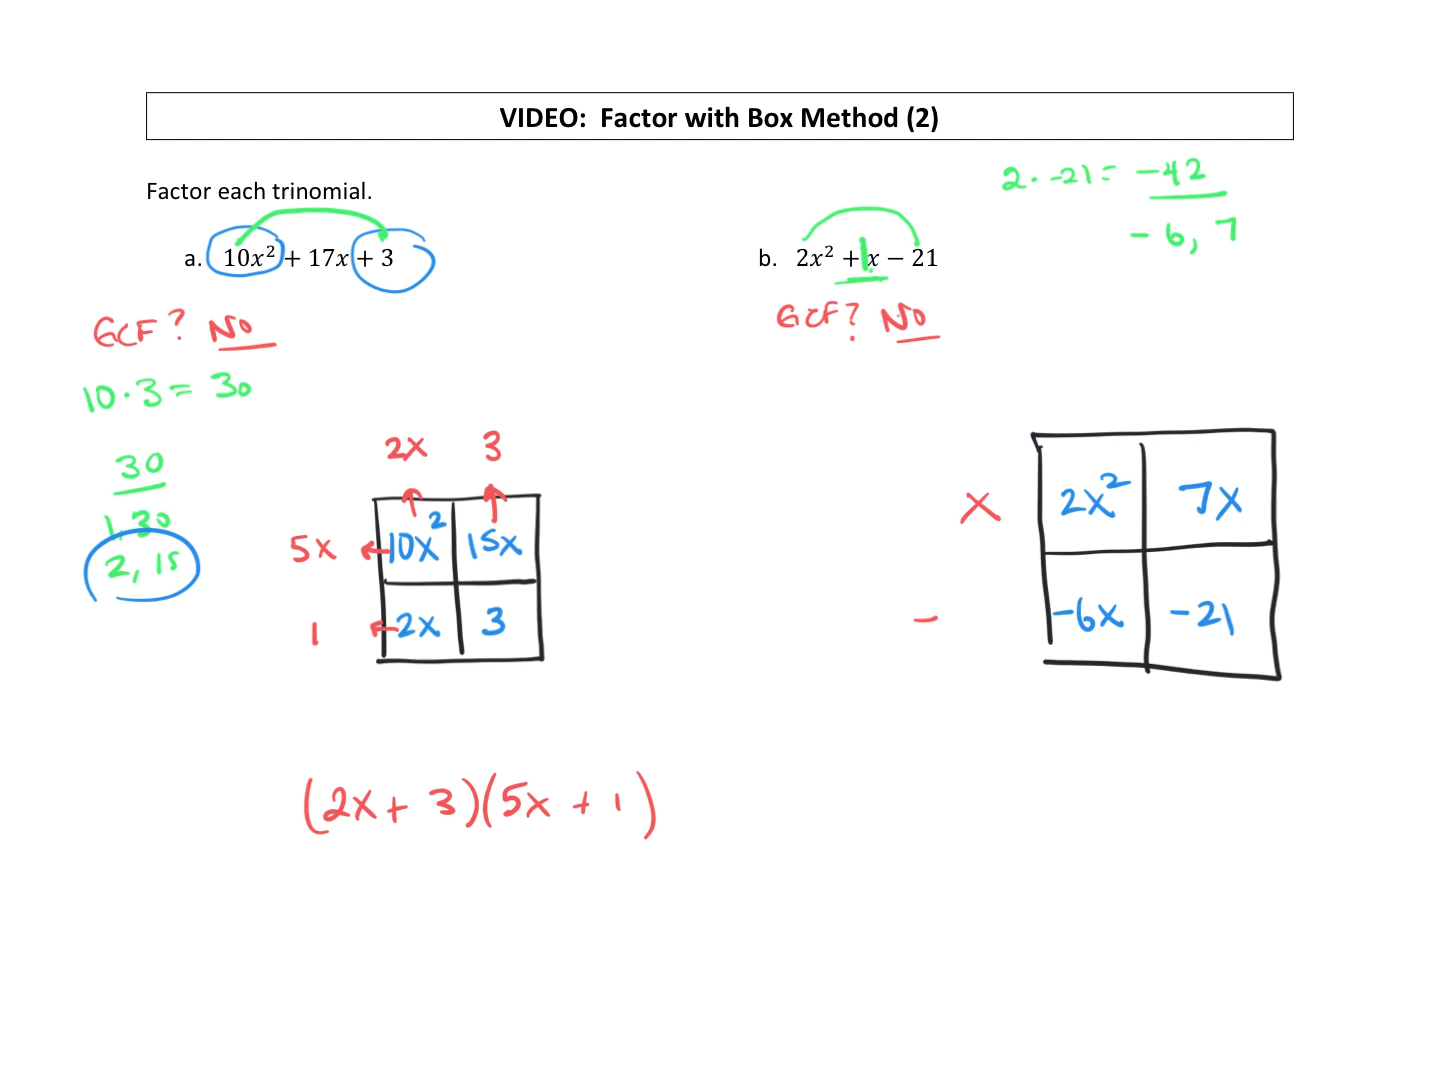 VIDEO: Factor with Box Method (2)
Factor each trinomial.
a. 10x² + 17x + 3
GCF? NO
10 · 3 = 30
30
1, 30
2, 15
2x 3
5x 10x² 15x
1 2x 3
(2x + 3)(5x + 1)
b. 2x² + 1x − 21
2 · -21 = -42
-6, 7
GCF? NO
x 2x² 7x
- -6x -21